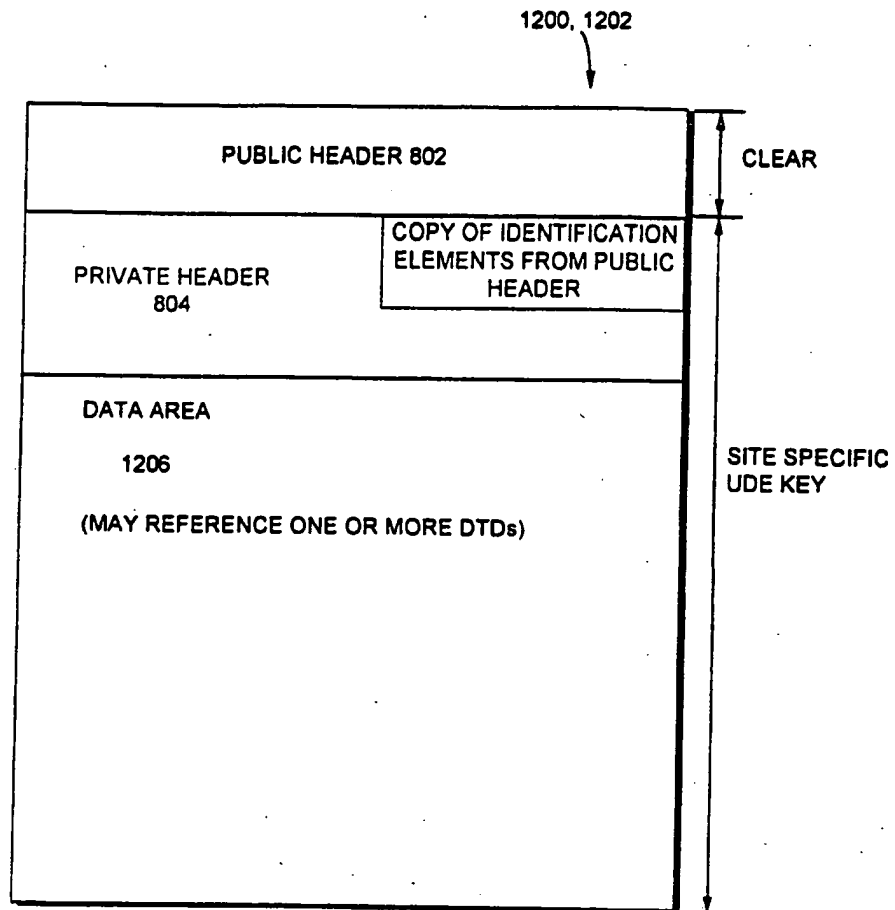 1200, 1202
PUBLIC HEADER 802
CLEAR
COPY OF IDENTIFICATION
ELEMENTS FROM PUBLIC
HEADER
PRIVATE HEADER
804
DATA AREA
1206
(MAY REFERENCE ONE OR MORE DTDs)
SITE SPECIFIC
UDE KEY